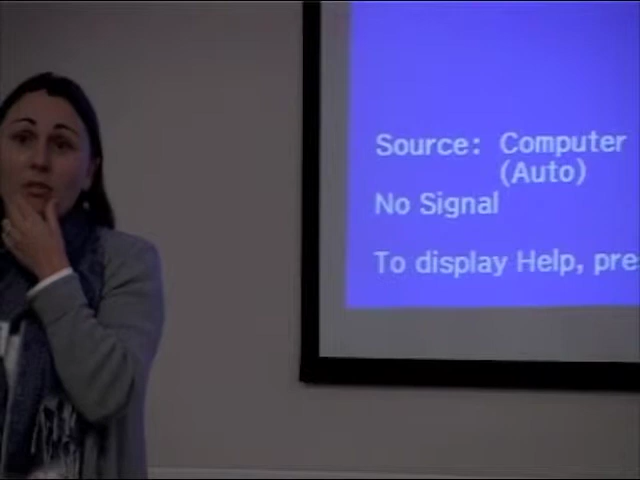 Source: Computer
(Auto)
No Signal
To display Help, pre